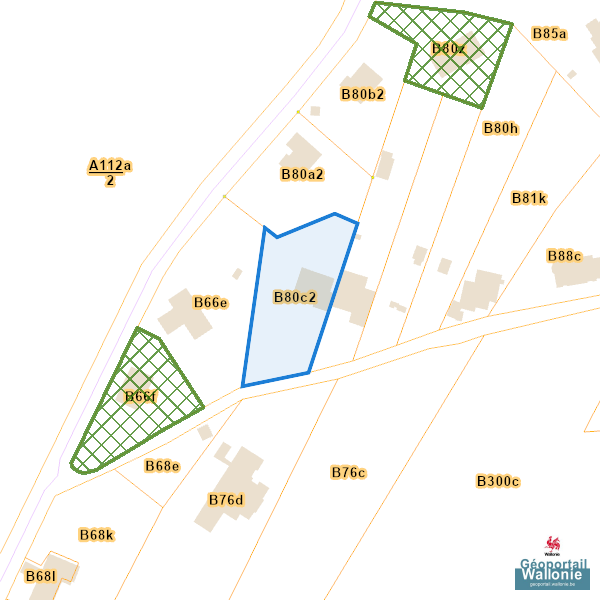 B85a
B80z
B80b2
B80h
A112a
2
B80a2
B81k
B88c
B80c2
B66e
B66f
B68e
B76c
B300c
B76d
B68k
B68l
Wallonie
Géoportail
Wallonie
geoportail.wallonie.be